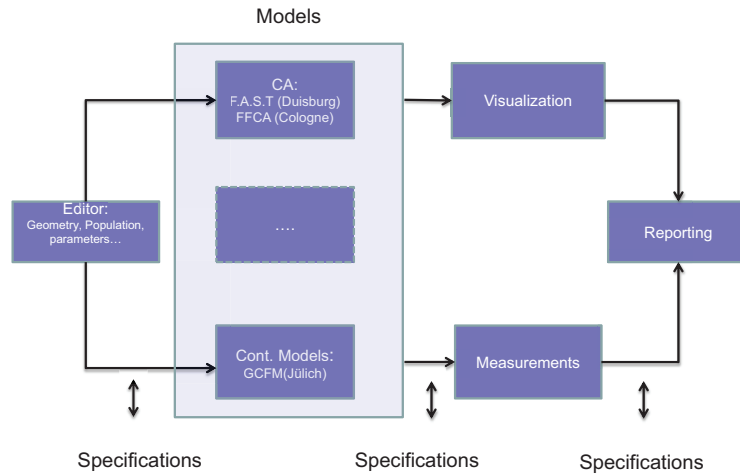 Models
CA:
F.A.S.T (Duisburg)
FFCA (Cologne)
Visualization
Editor:
Geometry, Population,
parameters…
....
Reporting
Cont. Models:
GCFM(Jülich)
Measurements
Specifications
Specifications
Specifications